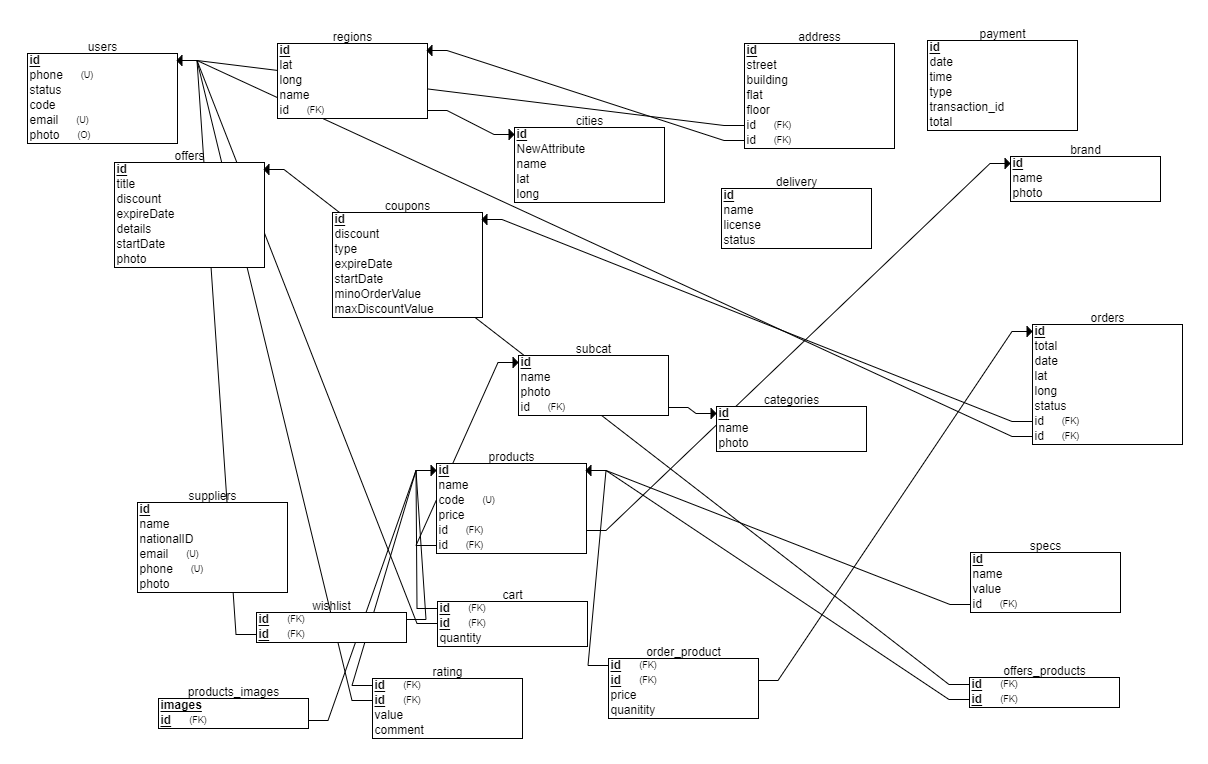 users
id
phone (U)
status
code
email (U)
photo (O)
regions
id
lat
long
name
id (FK)
address
id
street
building
flat
floor
id (FK)
id (FK)
payment
id
date
time
type
transaction_id
total
cities
id
NewAttribute
name
lat
long
brand
id
name
photo
offers
id
title
discount
expireDate
details
startDate
photo
delivery
id
name
license
status
coupons
id
discount
type
expireDate
startDate
minoOrderValue
maxDiscountValue
orders
id
total
date
lat
long
status
id (FK)
id (FK)
subcat
id
name
photo
id (FK)
categories
id
name
photo
products
id
name
code (U)
price
id (FK)
id (FK)
suppliers
id
name
nationalID
email (U)
phone (U)
photo
specs
id
name
value
id (FK)
wishlist
id (FK)
id (FK)
cart
id (FK)
id (FK)
quantity
order_product
id (FK)
id (FK)
price
quanitity
offers_products
id (FK)
id (FK)
rating
id (FK)
id (FK)
value
comment
products_images
images
id (FK)